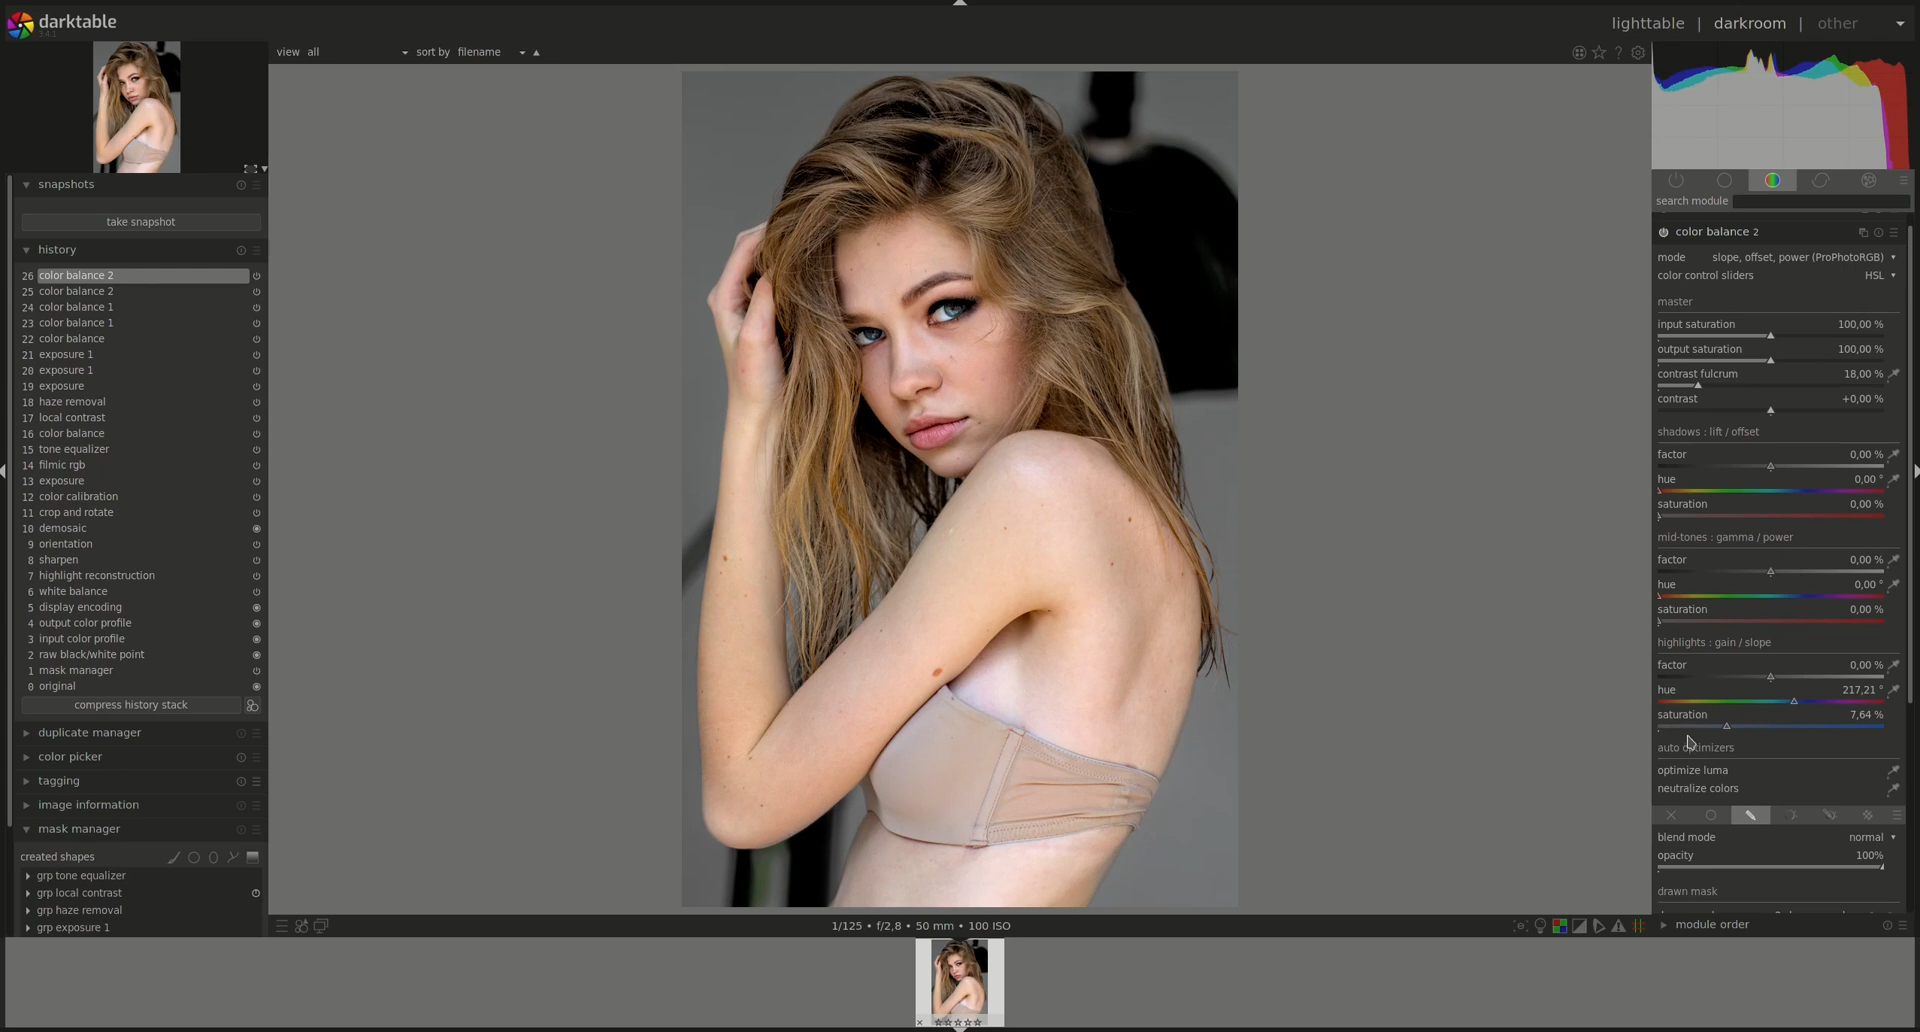 darktable
3.4.1
lighttable | darkroom | other
view all sort by filename
snapshots
take snapshot
history
26 color balance 2
25 color balance 2
24 color balance 1
23 color balance 1
22 color balance
21 exposure 1
20 exposure 1
19 exposure
18 haze removal
17 local contrast
16 color balance
15 tone equalizer
14 filmic rgb
13 exposure
12 color calibration
11 crop and rotate
10 demosaic
9 orientation
8 sharpen
7 highlight reconstruction
6 white balance
5 display encoding
4 output color profile
3 input color profile
2 raw black/white point
1 mask manager
0 original
compress history stack
duplicate manager
color picker
tagging
image information
mask manager
created shapes
grp tone equalizer
grp local contrast
grp haze removal
grp exposure 1
1/125 • f/2,8 • 50 mm • 100 ISO
search module
color balance 2
mode slope, offset, power (ProPhotoRGB)
color control sliders HSL
master
input saturation 100,00 %
output saturation 100,00 %
contrast fulcrum 18,00 %
contrast +0,00 %
shadows : lift / offset
factor 0,00 %
hue 0,00 °
saturation 0,00 %
mid-tones : gamma / power
factor 0,00 %
hue 0,00 °
saturation 0,00 %
highlights : gain / slope
factor 0,00 %
hue 217,21 °
saturation 7,64 %
auto optimizers
optimize luma
neutralize colors
blend mode normal
opacity 100%
drawn mask
module order